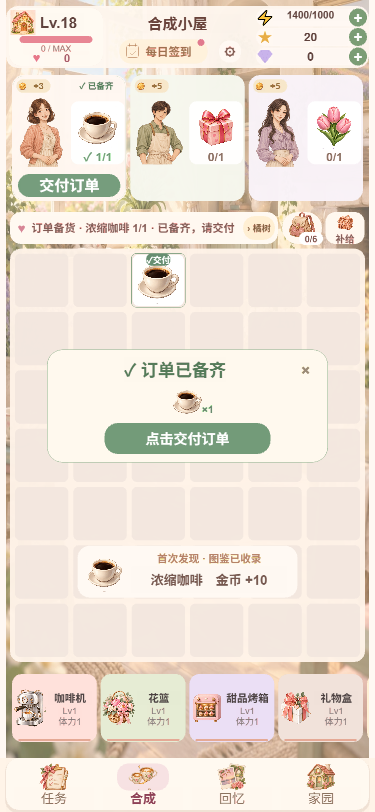 Lv.18
合成小屋
1400/1000
0 / MAX
♥ 0
每日签到
20
0
+3
✓已备齐
+5
+5
✓ 1/1
0/1
0/1
交付订单
♥ 订单备货 · 浓缩咖啡 1/1 · 已备齐，请交付
› 橘树
0/6
补给
✓交付
✓ 订单已备齐
×
×1
点击交付订单
首次发现 · 图鉴已收录
浓缩咖啡 金币 +10
咖啡机
Lv1
体力1
花篮
Lv1
体力1
甜品烤箱
Lv1
体力1
礼物盒
Lv1
体力1
任务
合成
回忆
家园